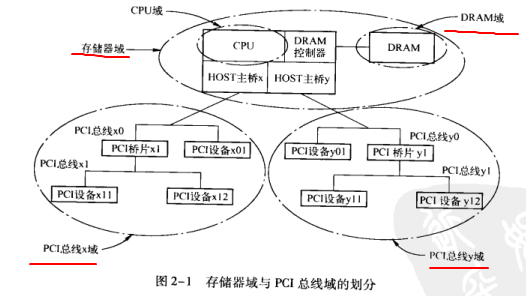 CPU域
DRAM域
存储器域
CPU
DRAM
控制器
DRAM
HOST主桥x
HOST主桥y
PCI总线x0
PCI桥片x1
PCI设备x01
PCI总线x1
PCI设备x11
PCI设备x12
PCI总线y0
PCI设备y01
PCI 桥片 y1
PCI总线y1
PCI设备y11
PCI 设备 y12
PCI总线x域
PCI总线y域
图 2-1 存储器域与 PCI 总线域的划分